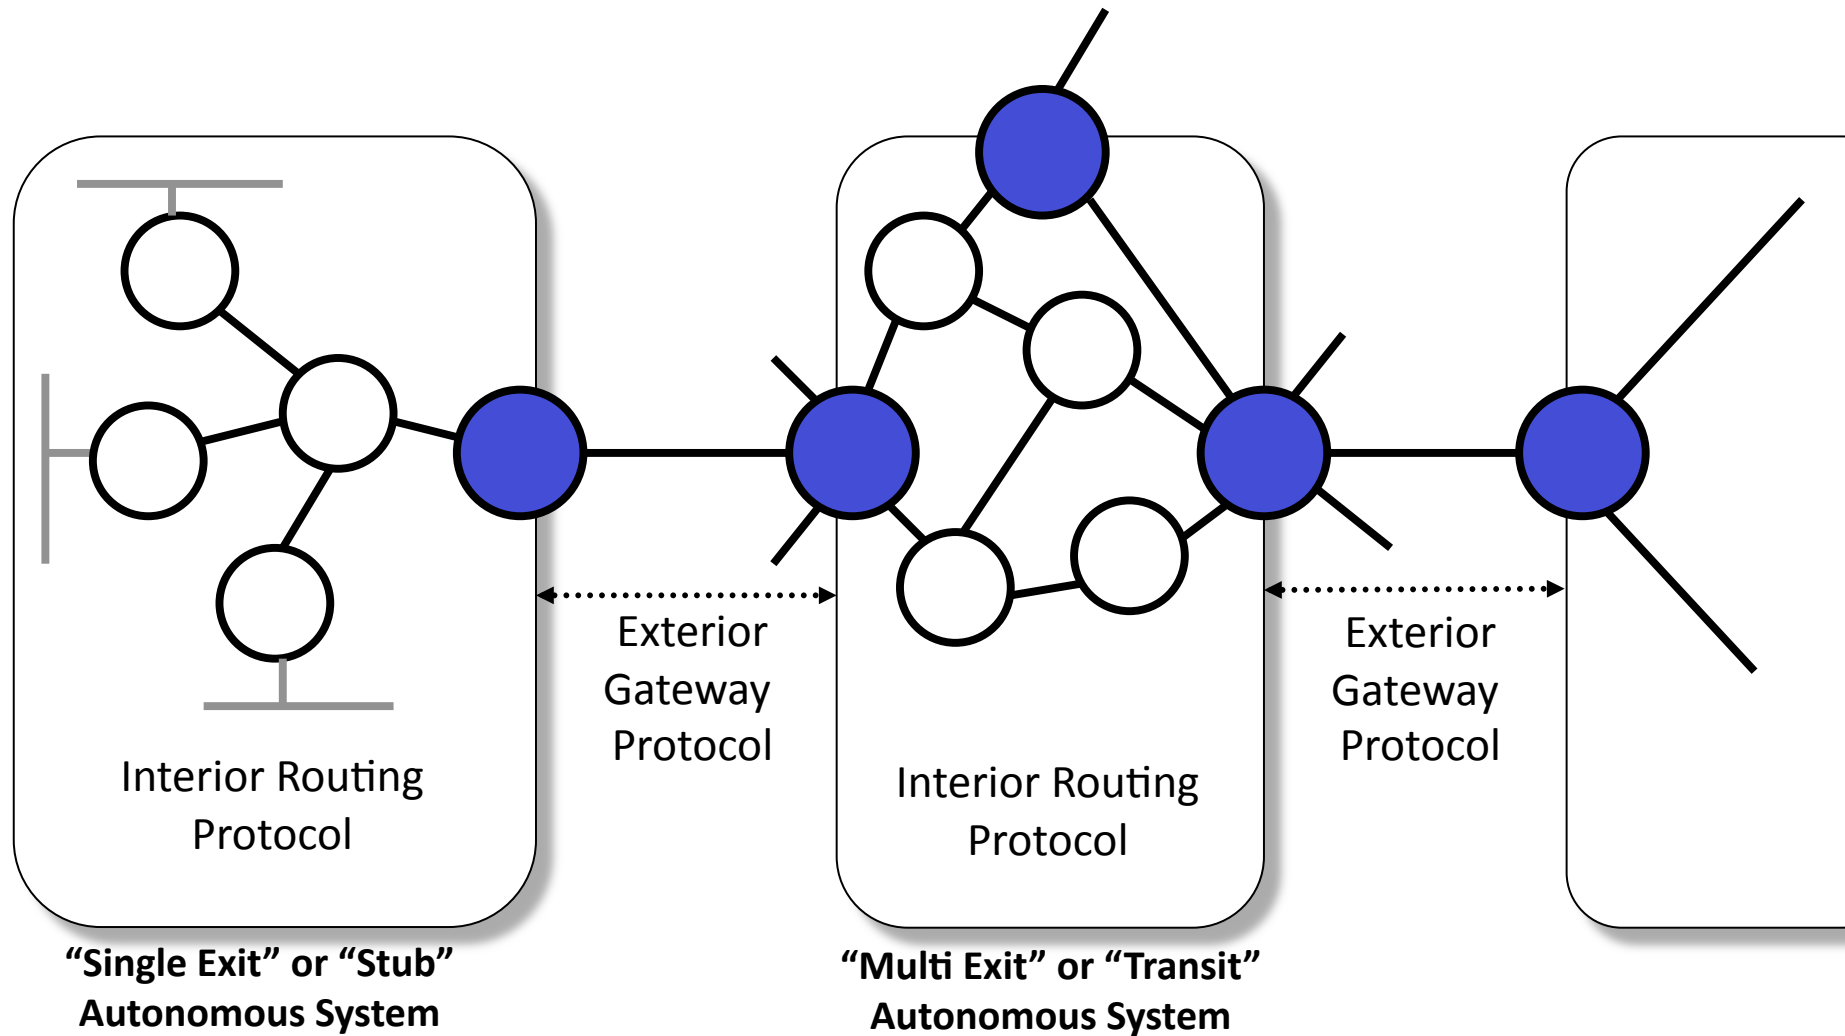 Interior Routing
Protocol
“Single Exit” or “Stub”
Autonomous System
Exterior
Gateway
Protocol
Interior Routing
Protocol
“Multi Exit” or “Transit”
Autonomous System
Exterior
Gateway
Protocol